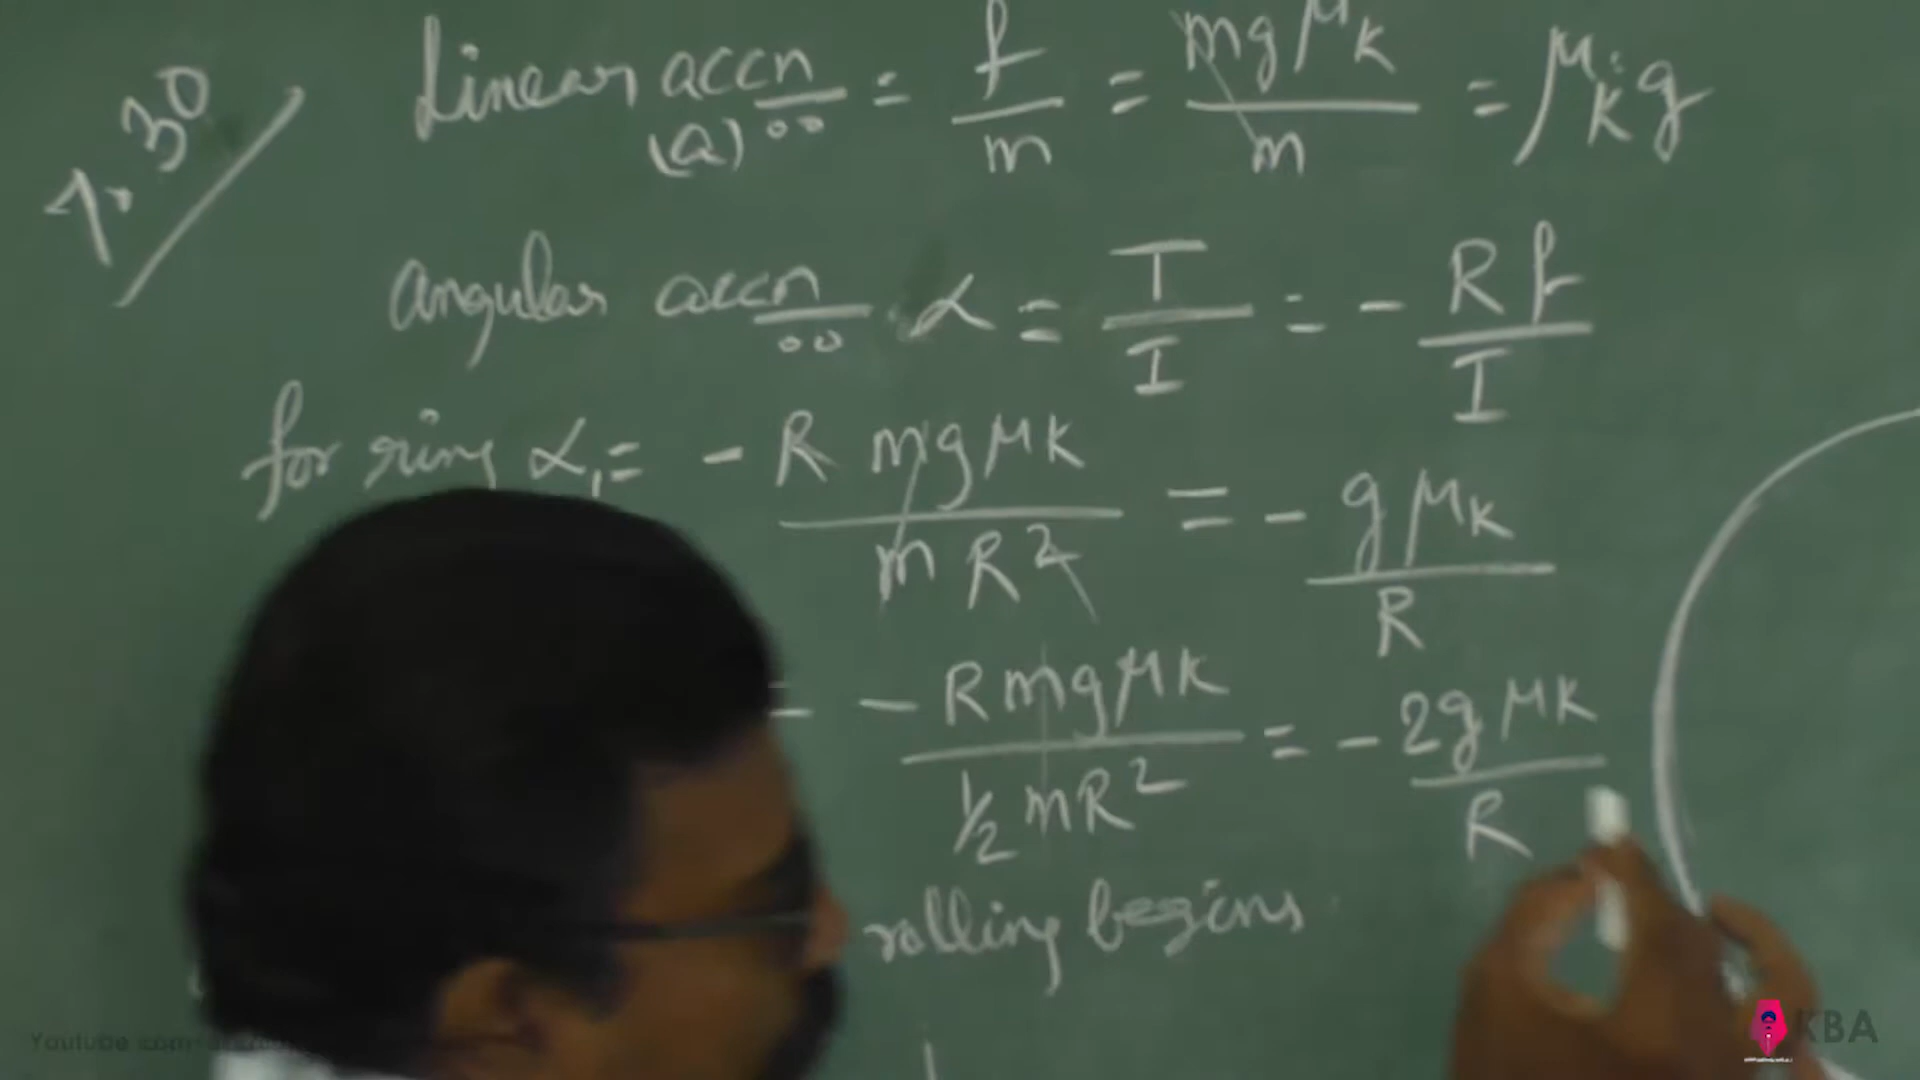 7.30
Linear accn (a) = f/m = mgμk/m = μk g
angular accn α = T/I = - Rf/I
for ring α1 = - R mgμk/mR² = - gμk/R
= - Rmgμk/½mR² = - 2gμk/R
rolling begins
KBA